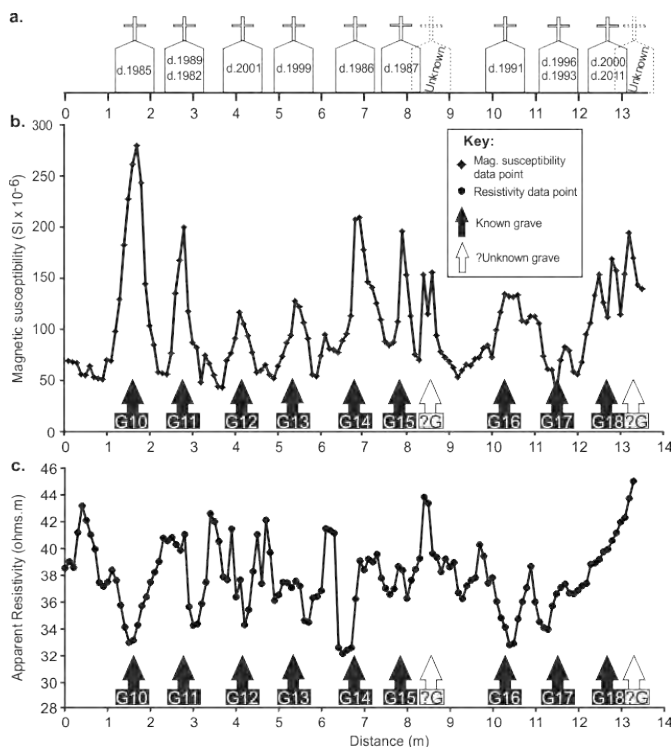 a.
d.1985
d.1989
d.1982
d.2001
d.1999
d.1986
d.1987
Unknown:
d.1991
d.1996
d.1993
d.2000
d.2011
Unknown:
0 1 2 3 4 5 6 7 8 9 10 11 12 13
b.
Magnetic susceptibility (SI x 10-6)
300
250
200
150
100
50
0
Key:
Mag. susceptibility
data point
Resistivity data point
Known grave
?Unknown grave
G10 G11 G12 G13 G14 G15 ?G G16 G17 G18 ?G
0 1 2 3 4 5 6 7 8 9 10 11 12 13 14
c.
Apparent Resistivity (ohms.m)
46
44
42
40
38
36
34
32
30
28
G10 G11 G12 G13 G14 G15 ?G G16 G17 G18 ?G
0 1 2 3 4 5 6 7 8 9 10 11 12 13 14
Distance (m)